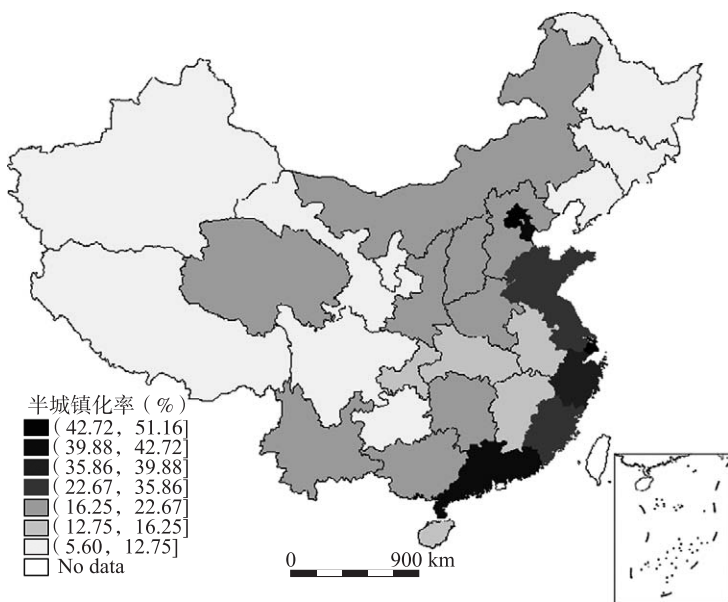 半城镇化率（%）
(42.72，51.16]
(39.88，42.72]
(35.86，39.88]
(22.67，35.86]
(16.25，22.67]
(12.75，16.25]
(5.60，12.75]
No data
0 900 km